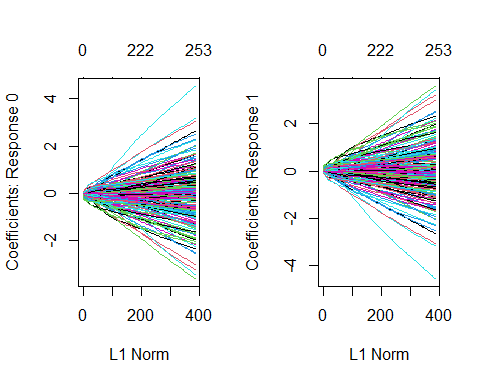 0 222 253
Coefficients: Response 0
4
2
0
-2
0 200 400
L1 Norm
0 222 253
Coefficients: Response 1
2
0
-2
-4
0 200 400
L1 Norm